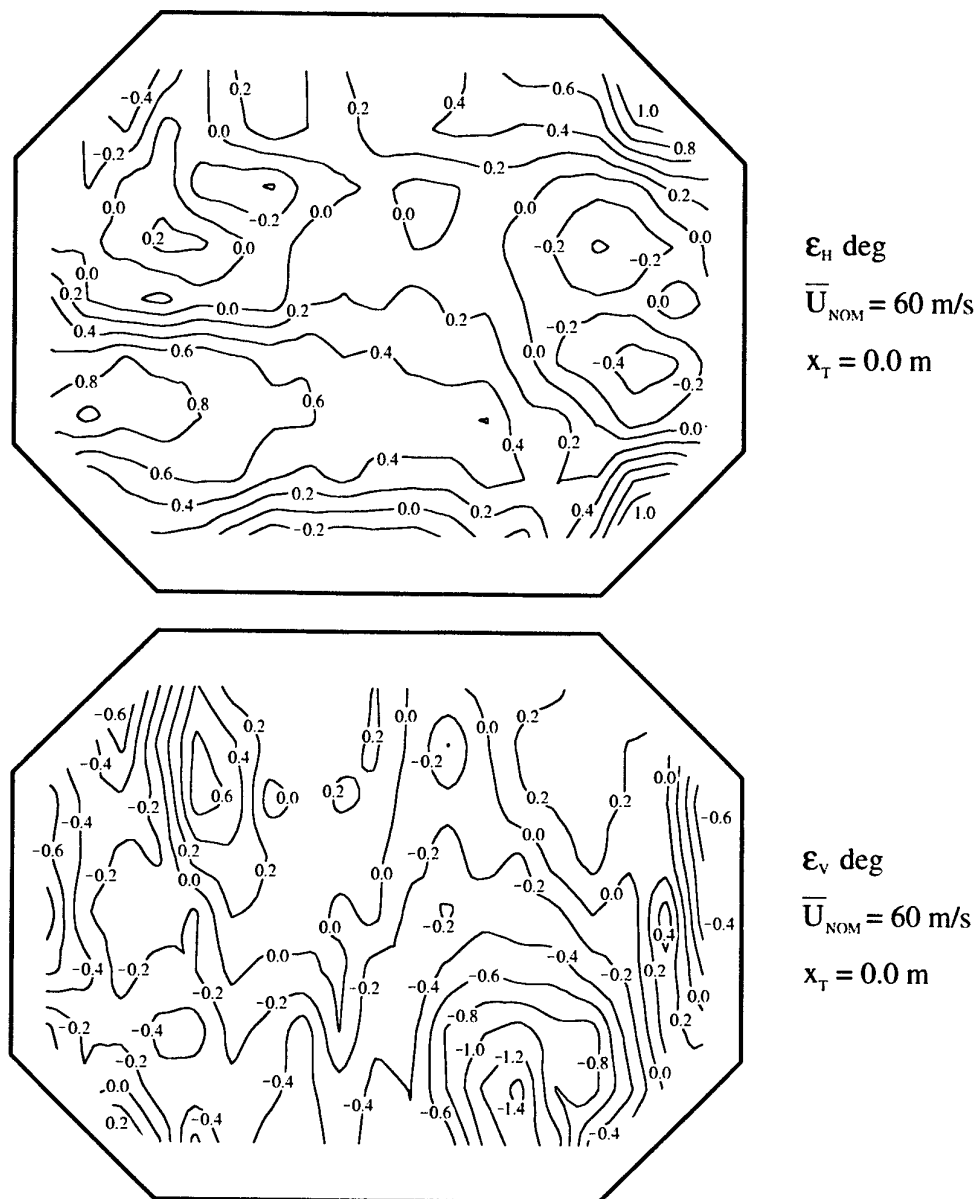 -0.4 0.2 0.2 0.4 0.6 1.0
0.0 0.4 0.8
-0.2 0.2 0.2
0.0 -0.2 0.0 0.0 0.0
0.2 0.0 -0.2 -0.2 0.0
0.0
0.2 0.0 0.2 0.0
0.4 0.2 -0.2
0.6 0.4 0.0
0.8 -0.4 -0.2
0.8 0.6
0.0
0.6 0.4 0.4 0.2
0.4 0.2 0.0 0.2 0.4 1.0
-0.2
ε_H deg
U_NOM = 60 m/s
x_T = 0.0 m
-0.6 0.2 0.0 0.0 0.2
0.2
-0.4 0.4 -0.2 0.0
-0.2 0.6 0.0 0.2 0.2 0.2 -0.6
-0.4
-0.6 0.2 0.0
-0.2 0.0 0.2 0.0 -0.2 -0.2 0.0
0.0 -0.2 0.4 -0.4
-0.4 -0.2 -0.2 0.0 -0.4 -0.2 0.2
-0.2 -0.2 -0.2 -0.4 -0.6 0.0
-0.2 -0.4 -0.8 0.2
-0.2 -1.0 -1.2 -0.8
0.0 -0.4 -0.4 0.0
0.2 -0.4 -0.6 -1.4 -0.4
ε_V deg
U_NOM = 60 m/s
x_T = 0.0 m